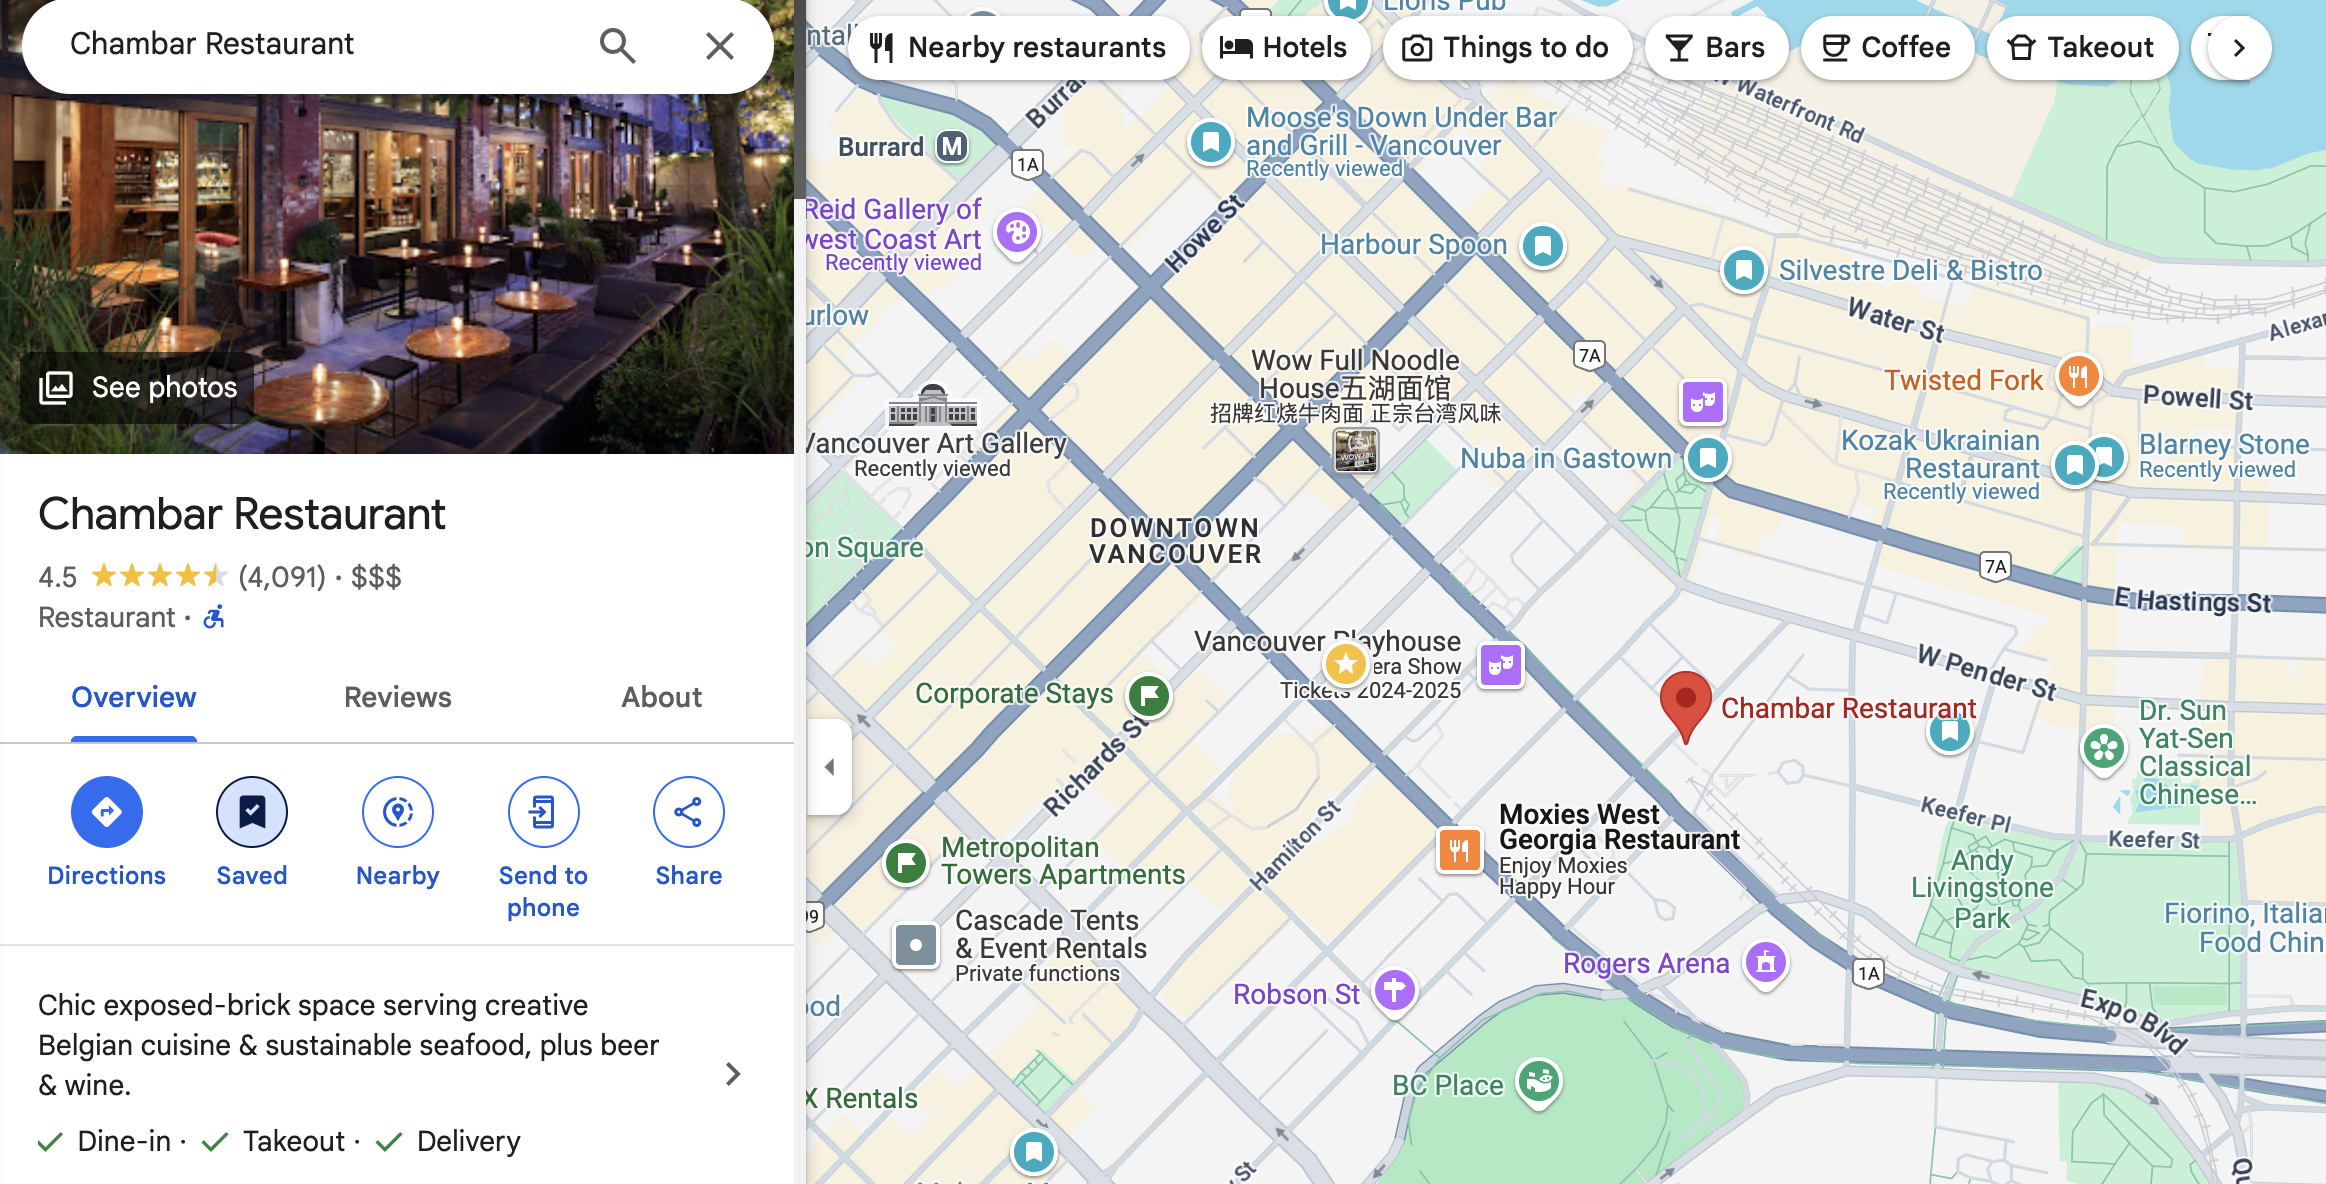 Chambar Restaurant
See photos
Chambar Restaurant
4.5 (4,091) · $$$
Restaurant ·
Overview
Reviews
About
Directions
Saved
Nearby
Send to
phone
Share
Chic exposed-brick space serving creative
Belgian cuisine & sustainable seafood, plus beer
& wine.
Dine-in · Takeout · Delivery
Nearby restaurants
Hotels
Things to do
Bars
Coffee
Takeout
Lions Pub
W Waterfront Rd
Burrard
M
1A
Moose's Down Under Bar
and Grill - Vancouver
Recently viewed
Reid Gallery of
west Coast Art
Recently viewed
Howe St
Harbour Spoon
Silvestre Deli & Bistro
Water St
urlow
Wow Full Noodle
House五湖面馆
招牌红烧牛肉面 正宗台湾风味
WOW FULL
7A
Twisted Fork
Powell St
Vancouver Art Gallery
Recently viewed
Nuba in Gastown
Kozak Ukrainian
Restaurant
Recently viewed
Blarney Stone
Recently viewed
on Square
DOWNTOWN
VANCOUVER
7A
E Hastings St
Vancouver Playhouse
era Show
Tickets 2024-2025
W Pender St
Corporate Stays
Chambar Restaurant
Dr. Sun
Yat-Sen
Classical
Chinese...
Richards St
Moxies West
Georgia Restaurant
Enjoy Moxies
Happy Hour
Keefer Pl
Keefer St
Metropolitan
Towers Apartments
Hamilton St
Andy
Livingstone
Park
99
Cascade Tents
& Event Rentals
Private functions
Fiorino, Italia
Food Chin
Rogers Arena
1A
Robson St
Expo Blvd
ood
BC Place
X Rentals
St